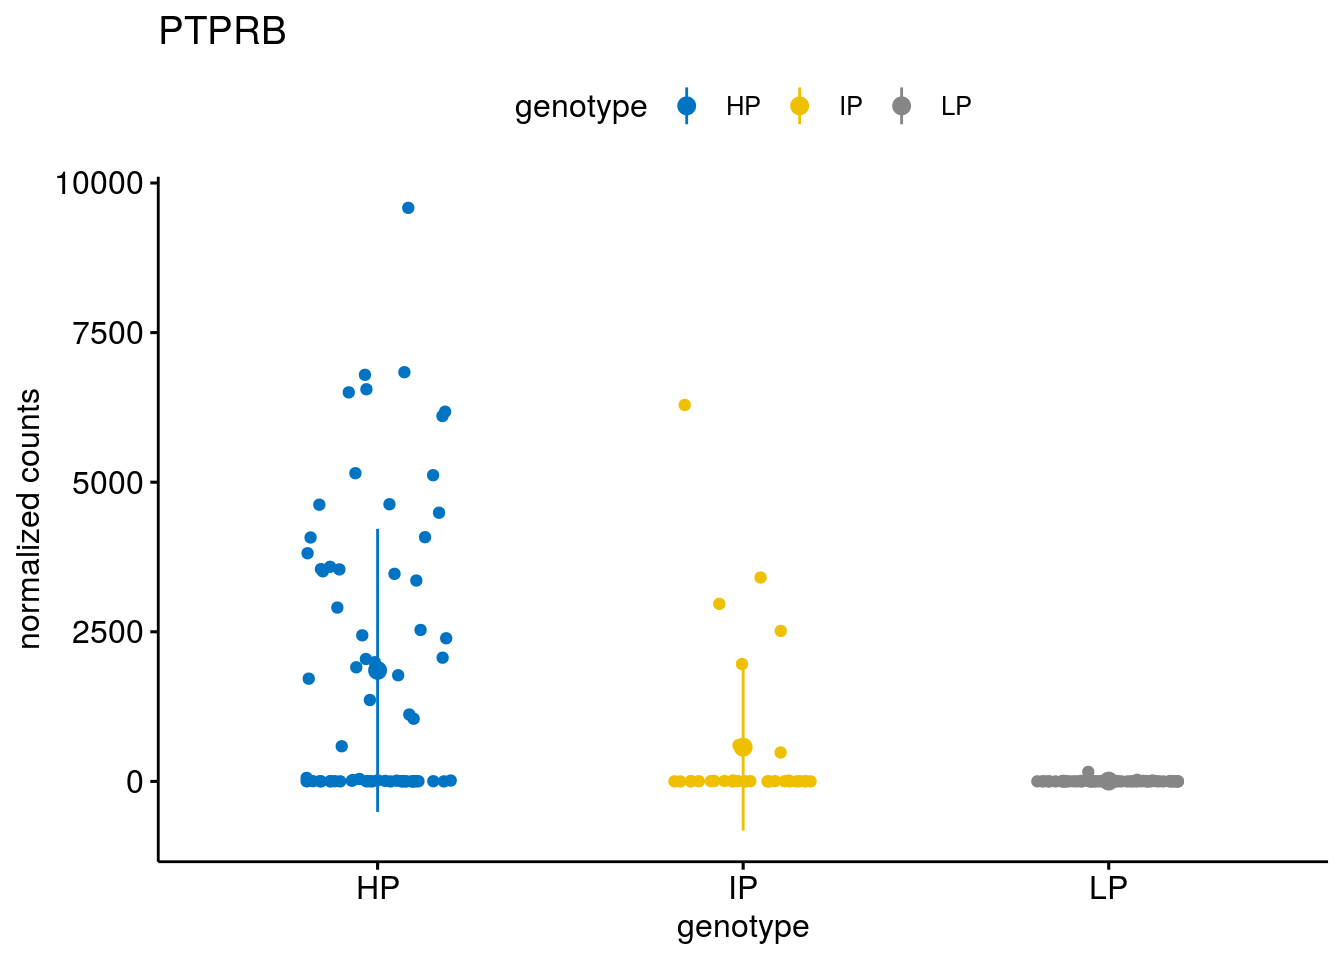 PTPRB
genotype HP IP LP
10000
7500
5000
2500
0
normalized counts
HP IP LP
genotype